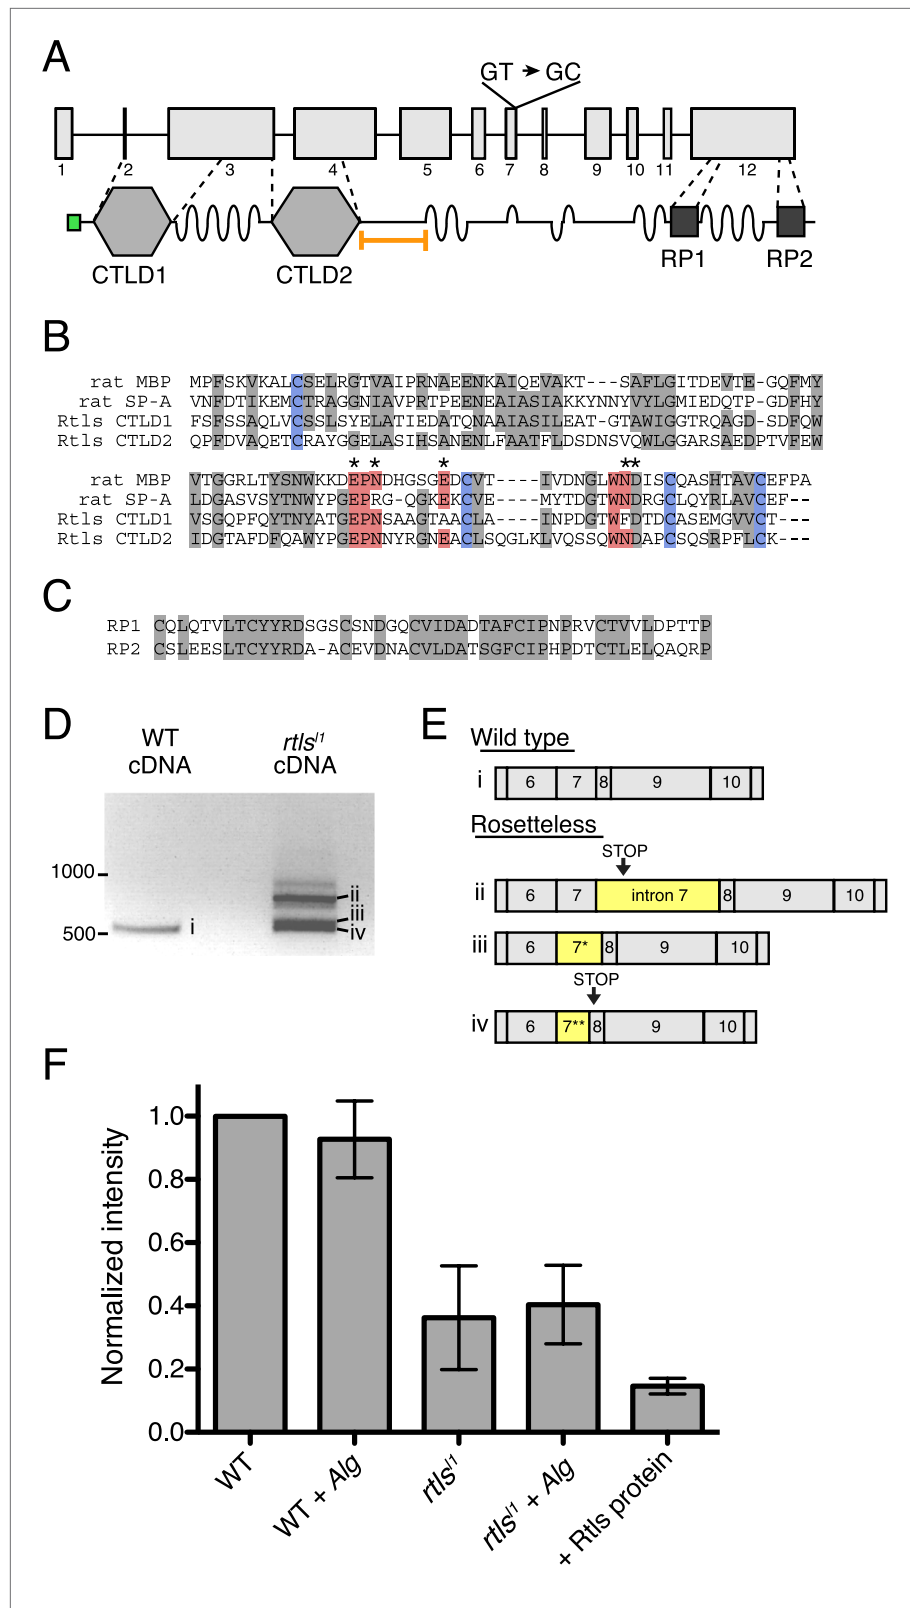 A
GT → GC
1 2 3 4 5 6 7 8 9 10 11 12
CTLD1
CTLD2
RP1
RP2
B
rat MBP MPFSKVKALCSELRGTVAIPRNAEENKAIQEVAKT---SAFLGITDEVTE-GQFMY
rat SP-A VNFDTIKEMCTRAGGNIAVPRTPEENEAIASIAKKYNNYVYLGMIEDQTP-GDFHY
Rtls CTLD1 FSFSSAQLVCSSLSYELATIEDATQNAAIASILEAT-GTAWIGGTRQAGD-SDFQW
Rtls CTLD2 QPFDVAQETCRAYGGELASIHSANENLFAATFLDSDNSVQWLGGARSAEDPTVFEW
* * * **
rat MBP VTGGRLTYSNWKKDEPNDHGSGEDCVT----IVDNGLWNDISCQASHTAVCEFPA
rat SP-A LDGASVSYTNWYPGEPRG-QGKEKCVE----MYTDGTWNDRGCLQYRLAVCEF--
Rtls CTLD1 VSGQPFQYTNYATGEPNSAAGTAACLA----INPDGTWFDTDCASEMGVVCT---
Rtls CTLD2 IDGTAFDFQAWYPGEPNNYRGNEACLSQGLKLVQSSQWNDAPCSQSRPFLCK---
C
RP1 CQLQTVLTCYYRDSGSCSNDGQCVIDADTAFCIPNPRVCTVVLDPTTP
RP2 CSLEESLTCYYRDA-ACEVDNACVLDATSGFCIPHPDTCTLELQAQRP
D
WT
cDNA
rtls^l1
cDNA
1000
500
i
ii
iii
iv
E
Wild type
i 6 7 8 9 10
Rosetteless
STOP
ii 6 7 intron 7 8 9 10
iii 6 7* 8 9 10
STOP
iv 6 7** 8 9 10
F
Normalized intensity
1.0
0.8
0.6
0.4
0.2
0.0
WT
WT + Alg
rtls^l1
rtls^l1 + Alg
+ Rtls protein